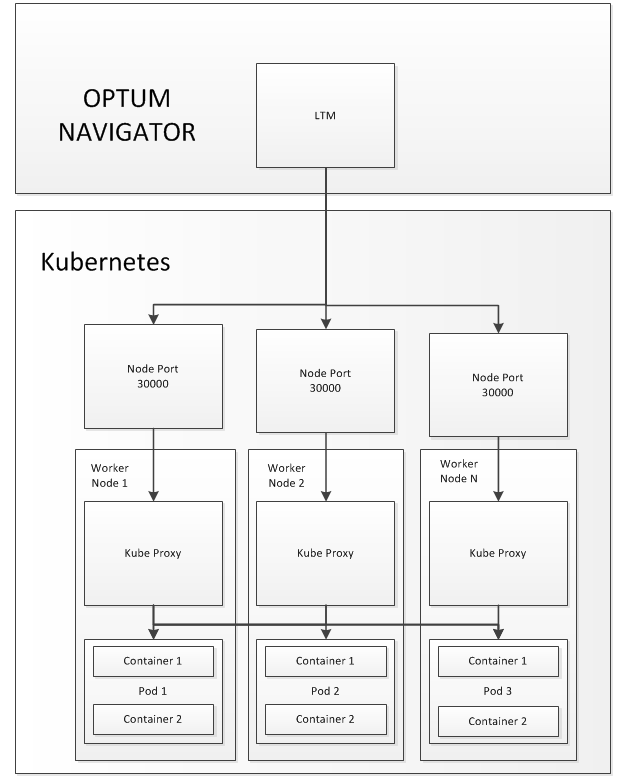 OPTUM
NAVIGATOR
LTM
Kubernetes
Node Port
30000
Node Port
30000
Node Port
30000
Worker
Node 1
Worker
Node 2
Worker
Node N
Kube Proxy
Kube Proxy
Kube Proxy
Container 1
Container 1
Container 1
Pod 1
Pod 2
Pod 3
Container 2
Container 2
Container 2